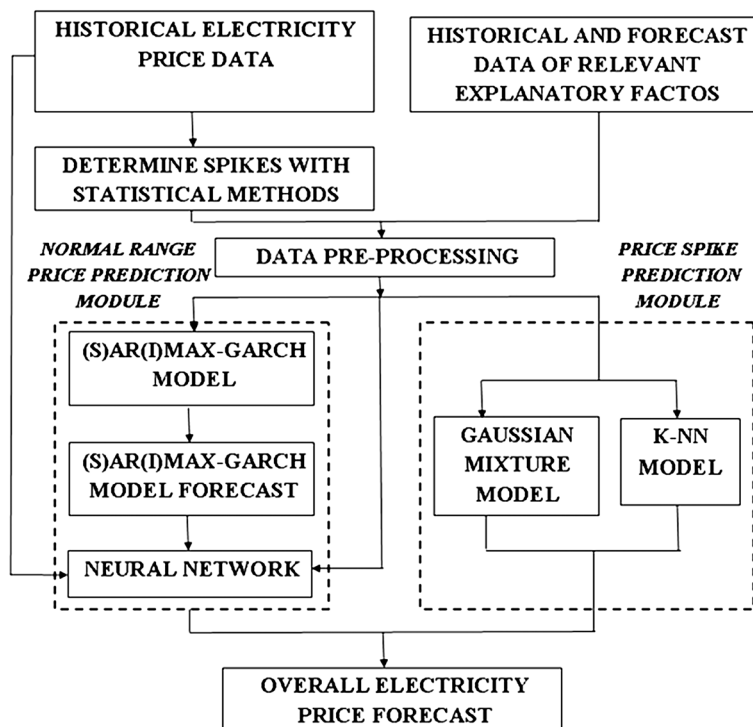 HISTORICAL ELECTRICITY
PRICE DATA
HISTORICAL AND FORECAST
DATA OF RELEVANT
EXPLANATORY FACTOS
DETERMINE SPIKES WITH
STATISTICAL METHODS
NORMAL RANGE
PRICE PREDICTION
MODULE
DATA PRE-PROCESSING
PRICE SPIKE
PREDICTION
MODULE
(S)AR(I)MAX-GARCH
MODEL
(S)AR(I)MAX-GARCH
MODEL FORECAST
NEURAL NETWORK
GAUSSIAN
MIXTURE
MODEL
K-NN
MODEL
OVERALL ELECTRICITY
PRICE FORECAST